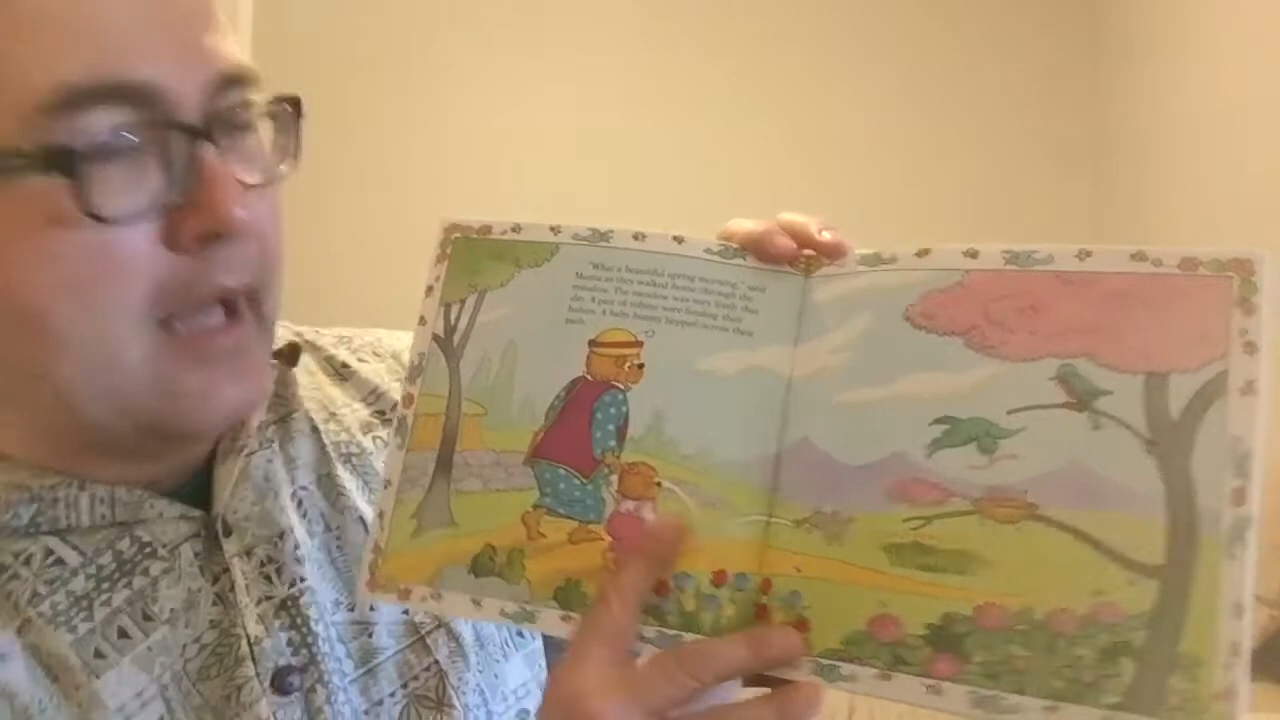 "What a beautiful spring morning," said
Mama as they walked home through the
meadow. The meadow was very lively that
day. A pair of robins were feeding their
babies. A baby bunny hopped across their
path.